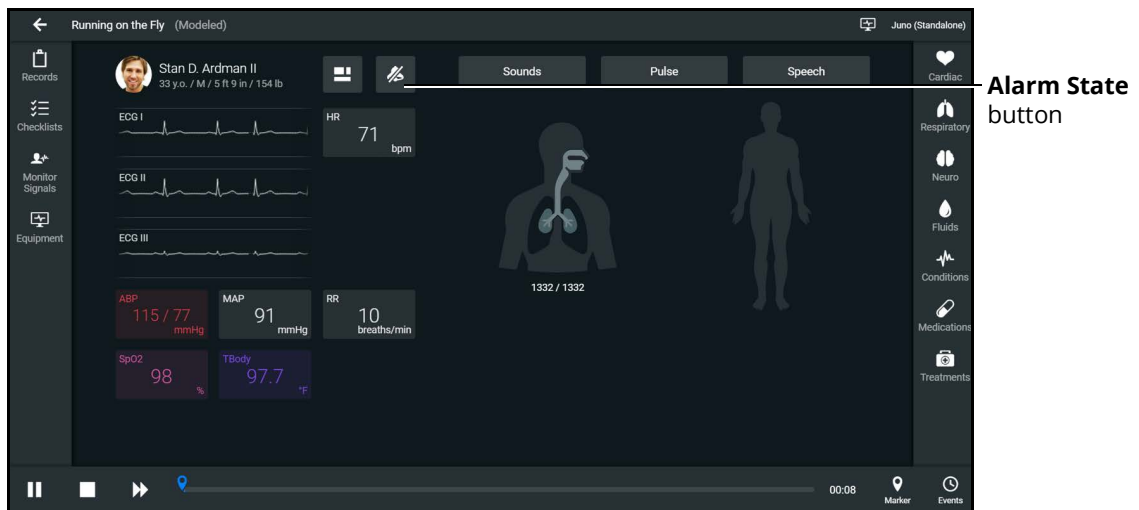 Running on the Fly (Modeled)
Juno (Standalone)
Records
Checklists
Monitor
Signals
Equipment
Stan D. Ardman II
33 y.o. / M / 5 ft 9 in / 154 lb
Sounds
Pulse
Speech
ECG I
HR
71
bpm
ECG II
ECG III
ABP
115 / 77
mmHg
MAP
91
mmHg
RR
10
breaths/min
SpO2
98
%
TBody
97.7
°F
1332 / 1332
Cardiac
Respiratory
Neuro
Fluids
Conditions
Medications
Treatments
Alarm State
button
00:08
Marker
Events